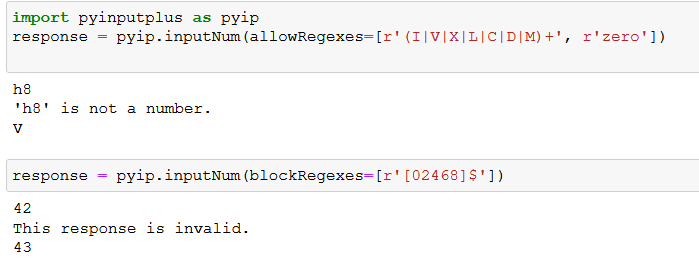 import pyinputplus as pyip
response = pyip.inputNum(allowRegexes=[r'(I|V|X|L|C|D|M)+', r'zero'])
h8
'h8' is not a number.
V
response = pyip.inputNum(blockRegexes=[r'[02468]$'])
42
This response is invalid.
43